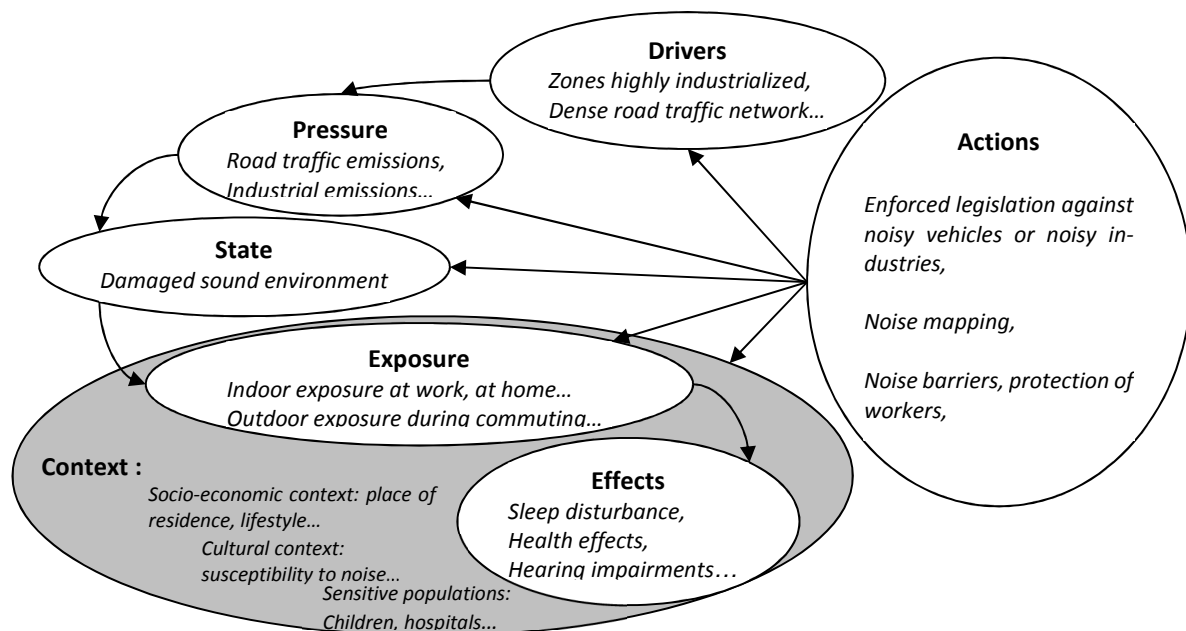 Drivers
Zones highly industrialized,
Dense road traffic network…
Pressure
Road traffic emissions,
Industrial emissions…
State
Damaged sound environment
Exposure
Indoor exposure at work, at home…
Outdoor exposure during commuting…
Context :
Socio-economic context: place of
residence, lifestyle…
Cultural context:
susceptibility to noise…
Sensitive populations:
Children, hospitals…
Effects
Sleep disturbance,
Health effects,
Hearing impairments…
Actions
Enforced legislation against
noisy vehicles or noisy in-
dustries,
Noise mapping,
Noise barriers, protection of
workers,